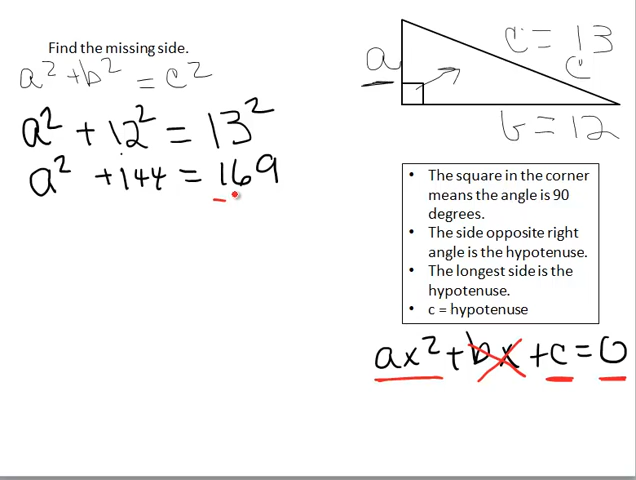 Find the missing side.
a² + b² = c²
a² + 12² = 13²
a² + 144 = 169
a
c = 13
c
b = 12
• The square in the corner
means the angle is 90
degrees.
• The side opposite right
angle is the hypotenuse.
• The longest side is the
hypotenuse.
• c = hypotenuse
ax² + bx + c = 0